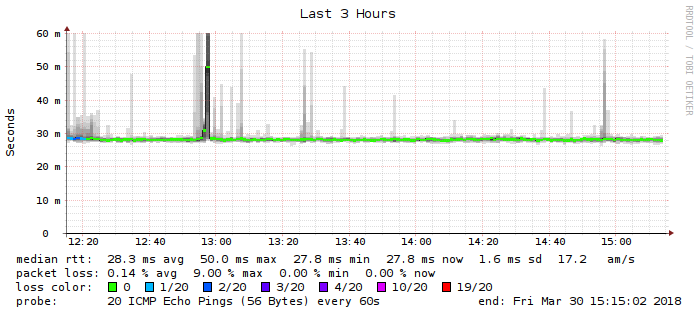 Last 3 Hours
RRDTOOL / TOBI OETIKER
Seconds
60 m
50 m
40 m
30 m
20 m
10 m
0
12:20 12:40 13:00 13:20 13:40 14:00 14:20 14:40 15:00
median rtt: 28.3 ms avg 50.0 ms max 27.8 ms min 27.8 ms now 1.6 ms sd 17.2 am/s
packet loss: 0.14 % avg 9.00 % max 0.00 % min 0.00 % now
loss color: 0 1/20 2/20 3/20 4/20 10/20 19/20
probe: 20 ICMP Echo Pings (56 Bytes) every 60s end: Fri Mar 30 15:15:02 2018